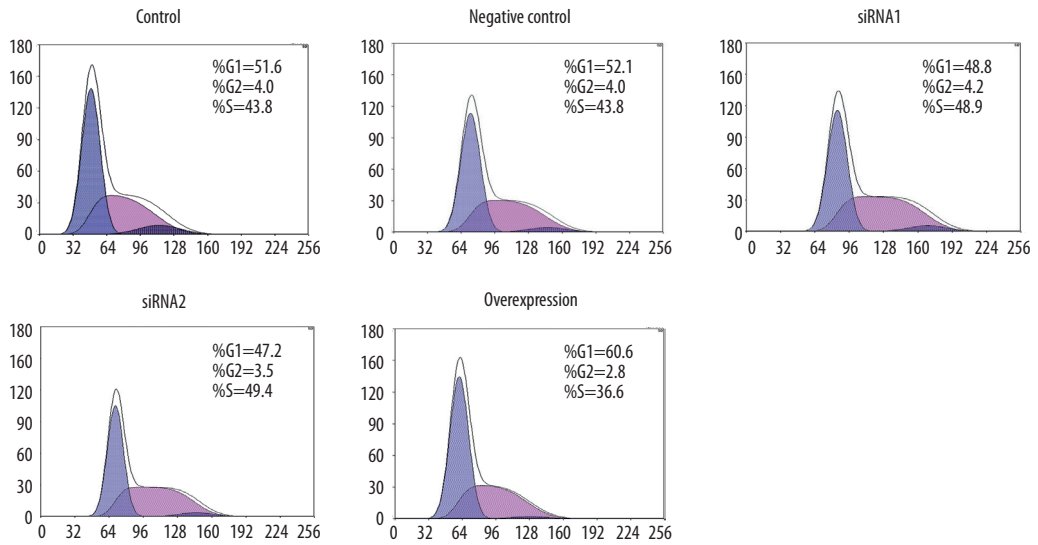 Control
Negative control
siRNA1
180
160
120
90
60
30
0
%G1=51.6
%G2=4.0
%S=43.8
0 32 64 96 128 160 192 224 256
180
160
120
90
60
30
0
%G1=52.1
%G2=4.0
%S=43.8
0 32 64 96 128 160 192 224 256
180
160
120
90
60
30
0
%G1=48.8
%G2=4.2
%S=48.9
0 32 64 96 128 160 192 224 256
siRNA2
Overexpression
180
160
120
90
60
30
0
%G1=47.2
%G2=3.5
%S=49.4
0 32 64 96 128 160 192 224 256
180
160
120
90
60
30
0
%G1=60.6
%G2=2.8
%S=36.6
0 32 64 96 128 160 192 224 256